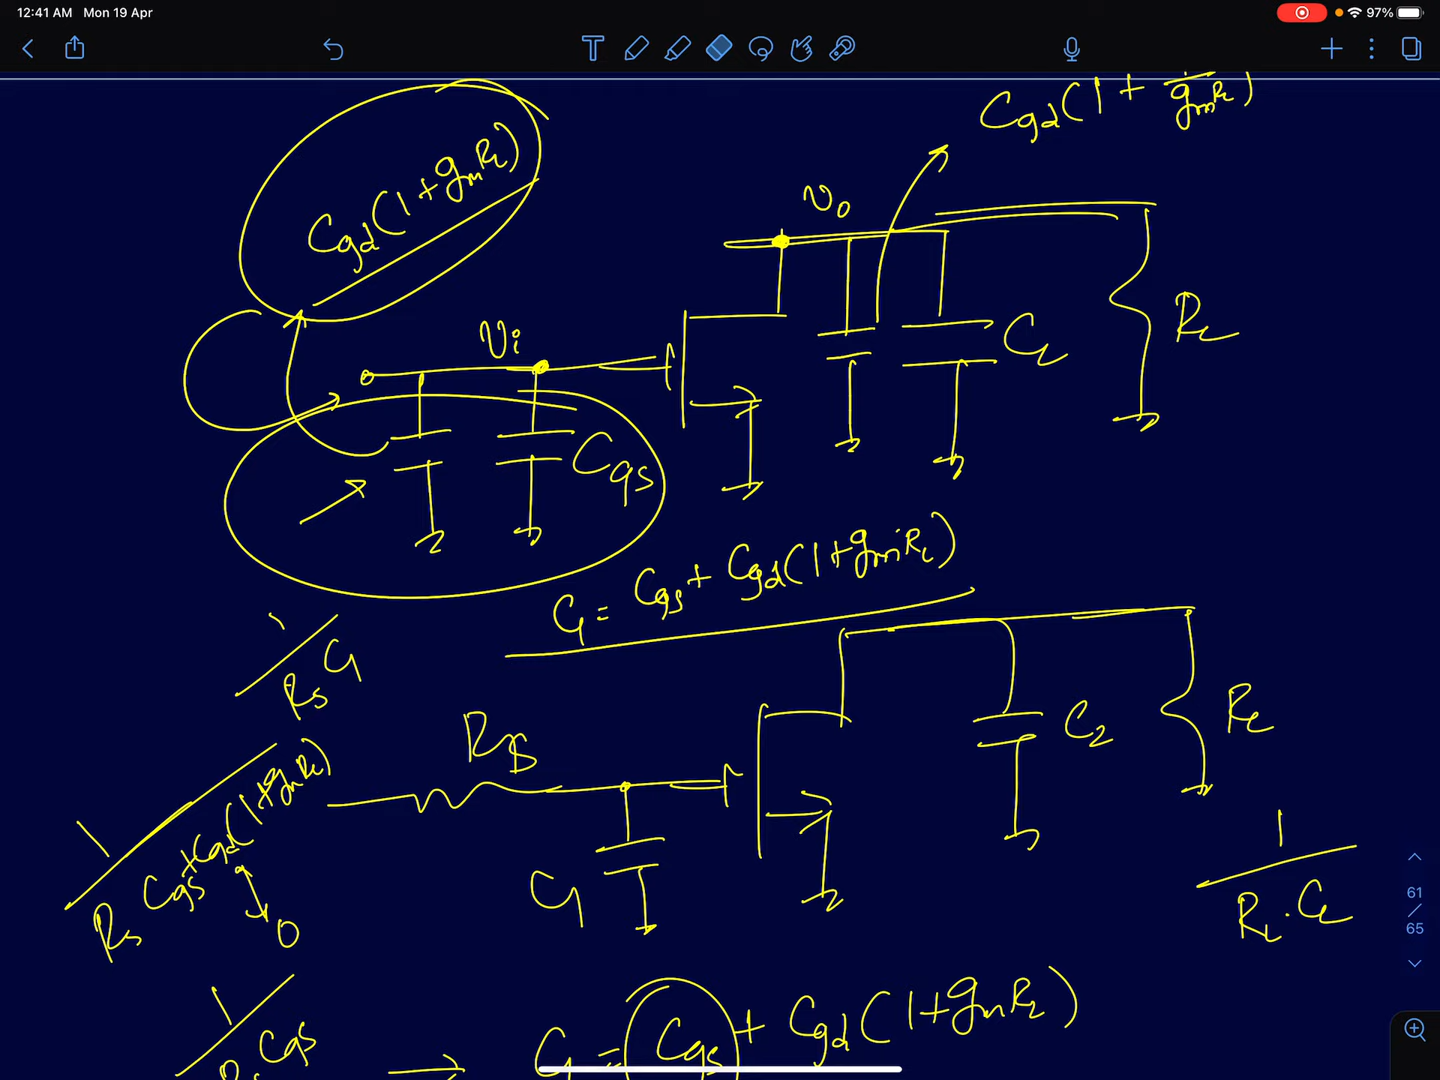 12:41 AM Mon 19 Apr
97%
Cgd(1 + 1/gmRL)
Cgd(1+gmRL)
vo
RL
CL
vi
Cgs
C1 = Cgs + Cgd(1+gmRL)
1/RsC1
RS
C2
RL
1/Rs Cgs+Cgd(1+gmRL)
0
C1
1/RL.CL
1/Rs Cgs
C1 = Cgs + Cgd(1+gmRL)
61
/
65